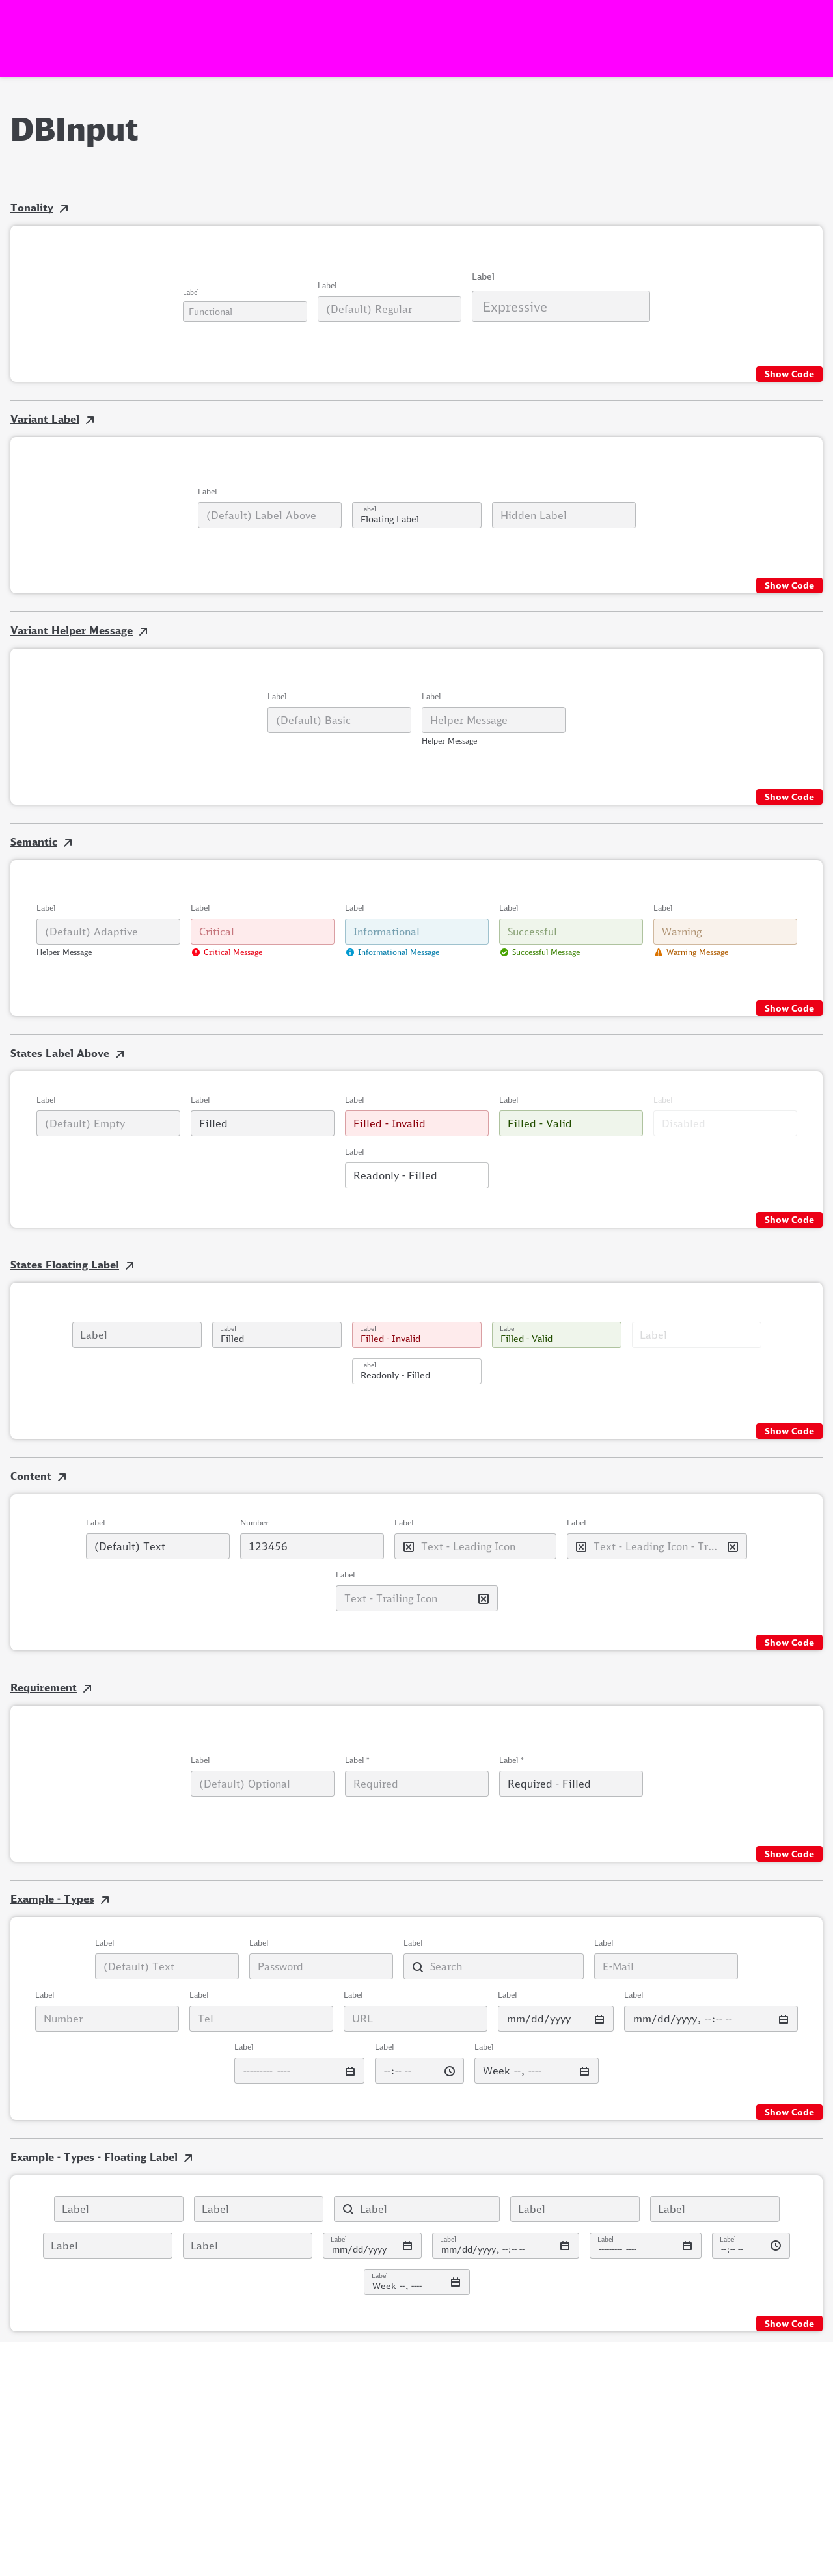 DBInput
Tonality
Label
Functional
Label
(Default) Regular
Label
Expressive
Show Code
Variant Label
Label
(Default) Label Above
Label
Floating Label
Hidden Label
Show Code
Variant Helper Message
Label
(Default) Basic
Label
Helper Message
Helper Message
Show Code
Semantic
Label
(Default) Adaptive
Helper Message
Label
Critical
Critical Message
Label
Informational
Informational Message
Label
Successful
Successful Message
Label
Warning
Warning Message
Show Code
States Label Above
Label
(Default) Empty
Label
Filled
Label
Filled - Invalid
Label
Filled - Valid
Label
Disabled
Label
Readonly - Filled
Show Code
States Floating Label
Label
Label
Filled
Label
Filled - Invalid
Label
Filled - Valid
Label
Label
Readonly - Filled
Show Code
Content
Label
(Default) Text
Number
123456
Label
Text - Leading Icon
Label
Text - Leading Icon - Tr...
Label
Text - Trailing Icon
Show Code
Requirement
Label
(Default) Optional
Label *
Required
Label *
Required - Filled
Show Code
Example - Types
Label
(Default) Text
Label
Password
Label
Search
Label
E-Mail
Label
Number
Label
Tel
Label
URL
Label
mm/dd/yyyy
Label
mm/dd/yyyy, --:-- --
Label
--------- ----
Label
--:-- --
Label
Week --, ----
Show Code
Example - Types - Floating Label
Label
Label
Label
Label
Label
Label
Label
Label
mm/dd/yyyy
Label
mm/dd/yyyy, --:-- --
Label
--------- ----
Label
--:-- --
Label
Week --, ----
Show Code